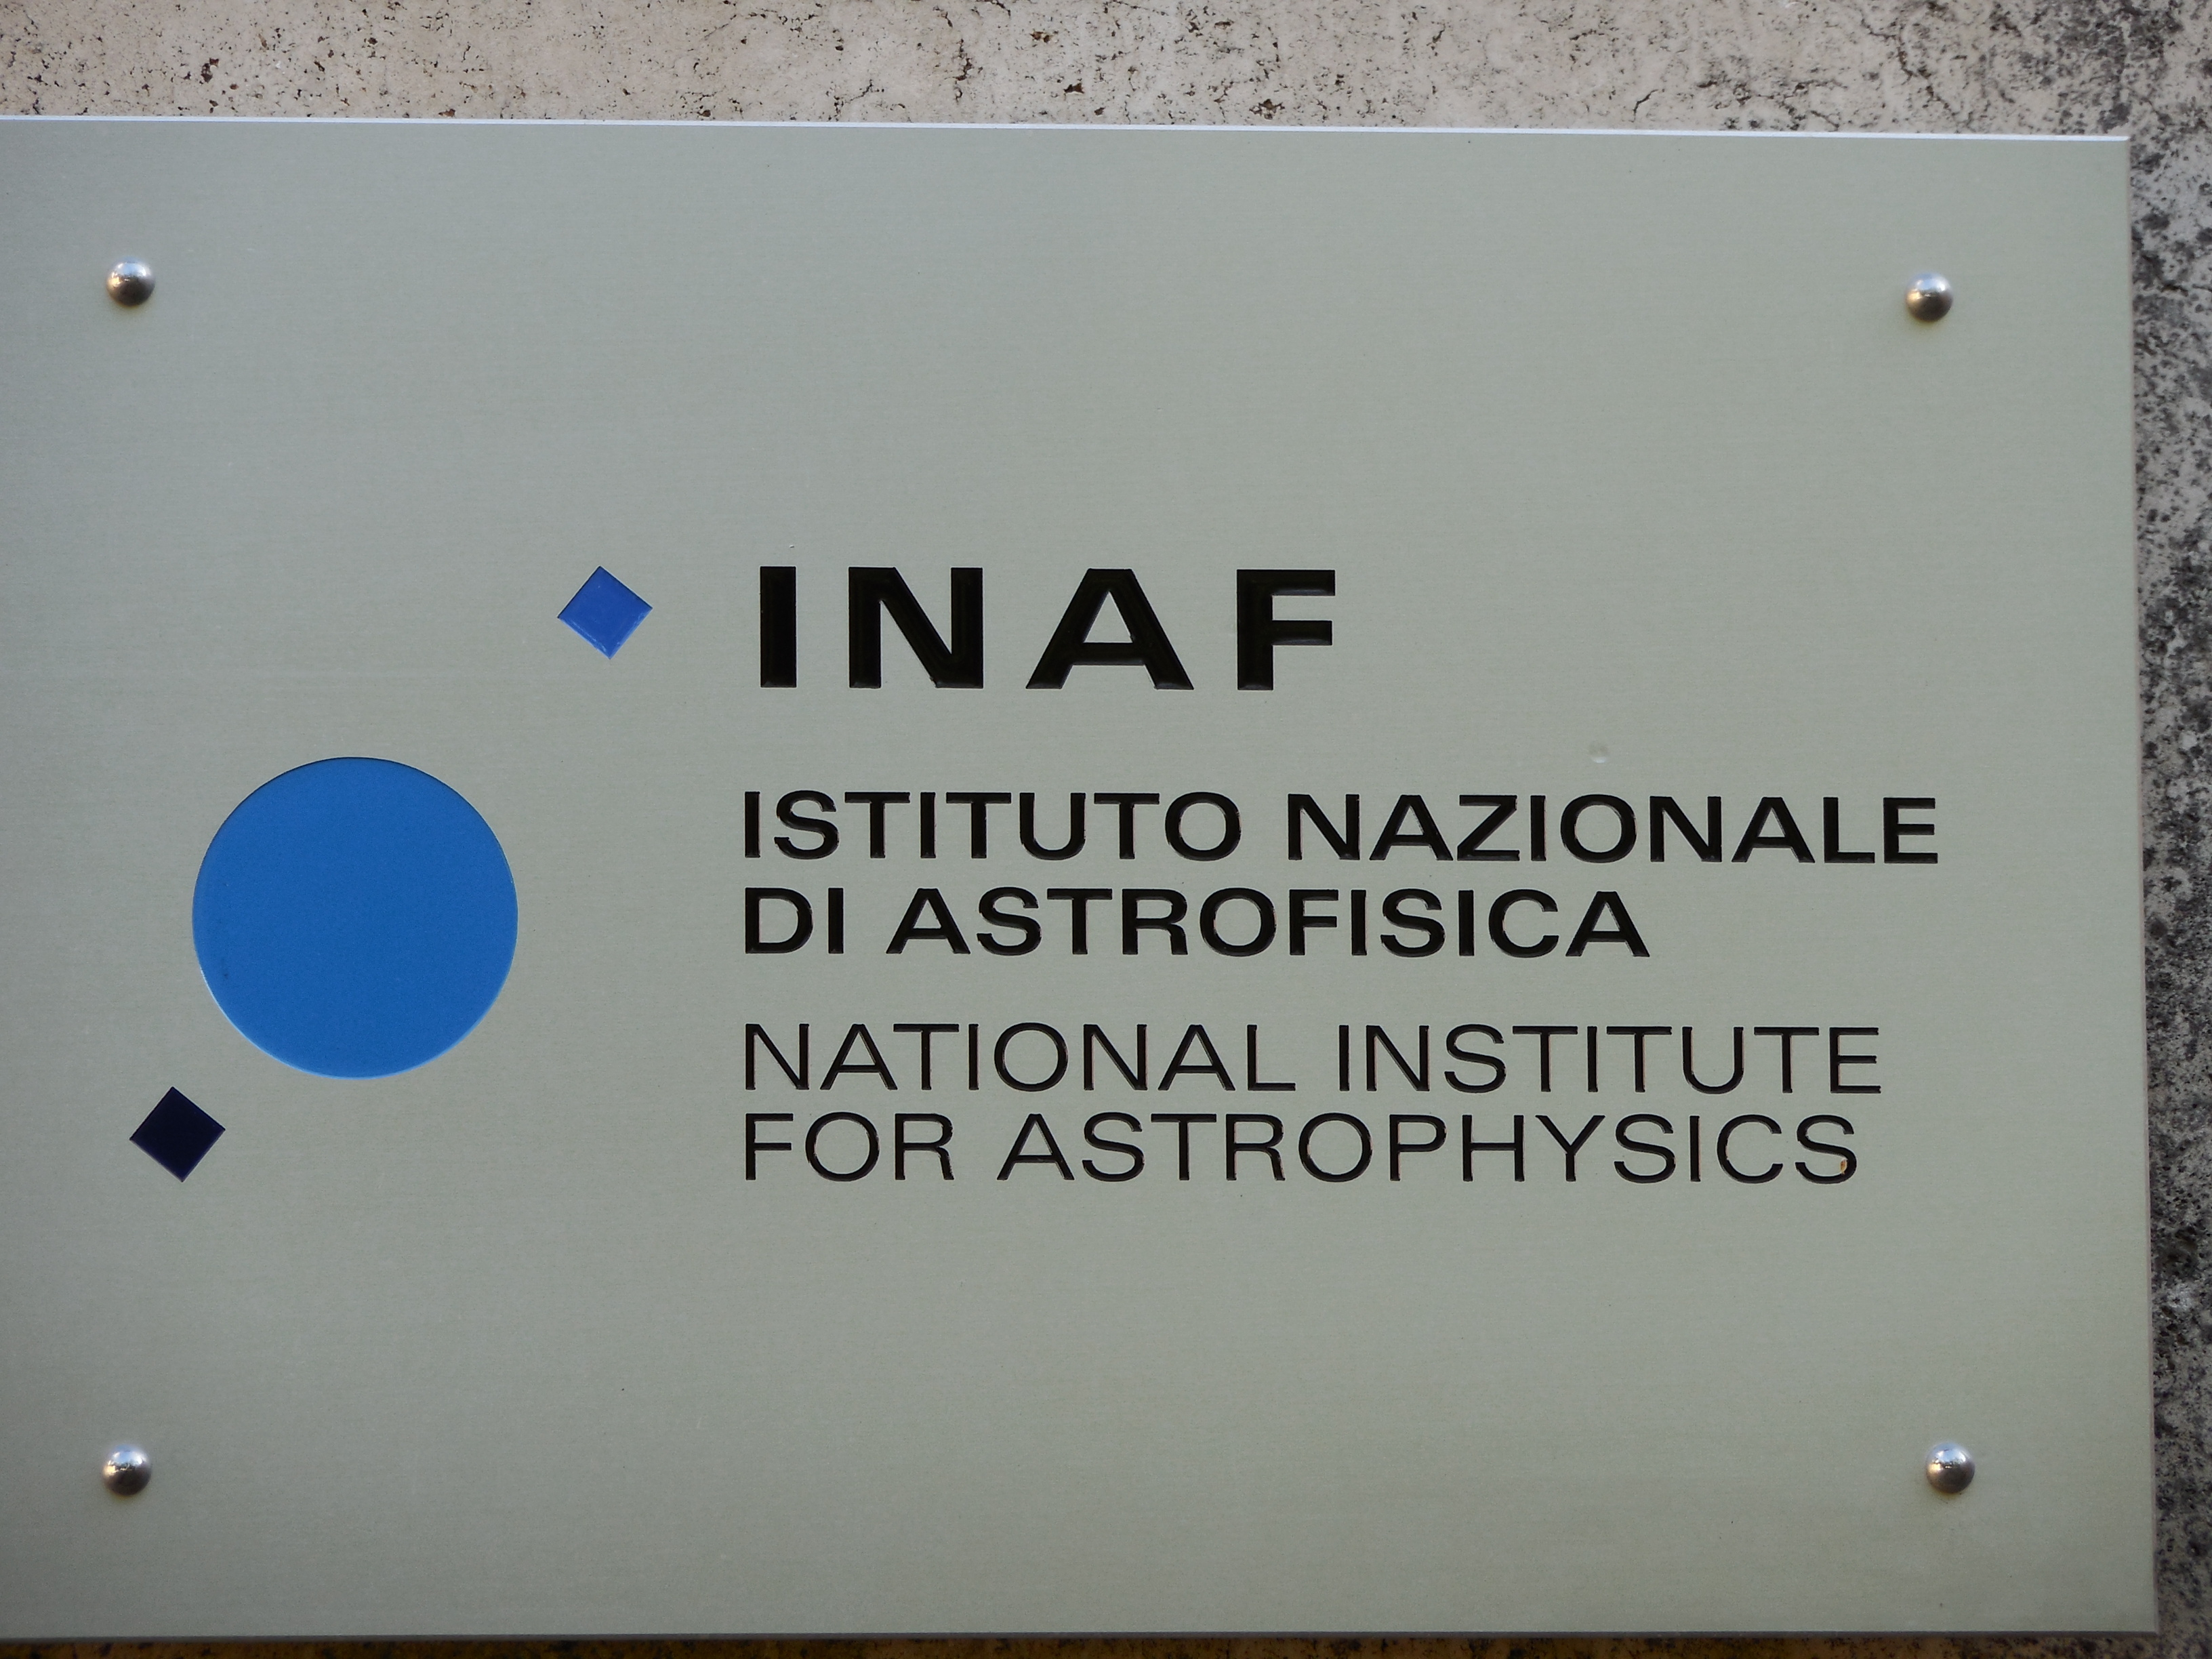 INAF
ISTITUTO NAZIONALE
DI ASTROFISICA
NATIONAL INSTITUTE
FOR ASTROPHYSICS